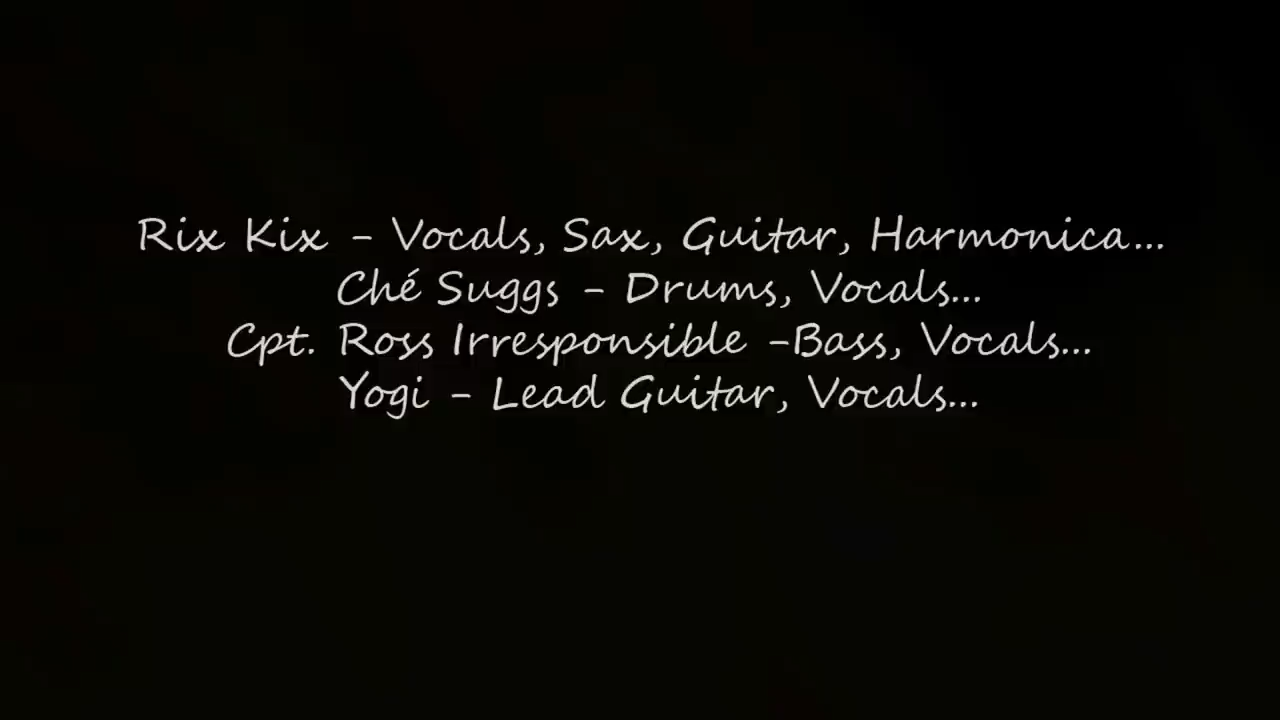 Rix Kix - Vocals, Sax, Guitar, Harmonica...
Ché Suggs - Drums, Vocals...
Cpt. Ross Irresponsible -Bass, Vocals...
Yogi - Lead Guitar, Vocals...